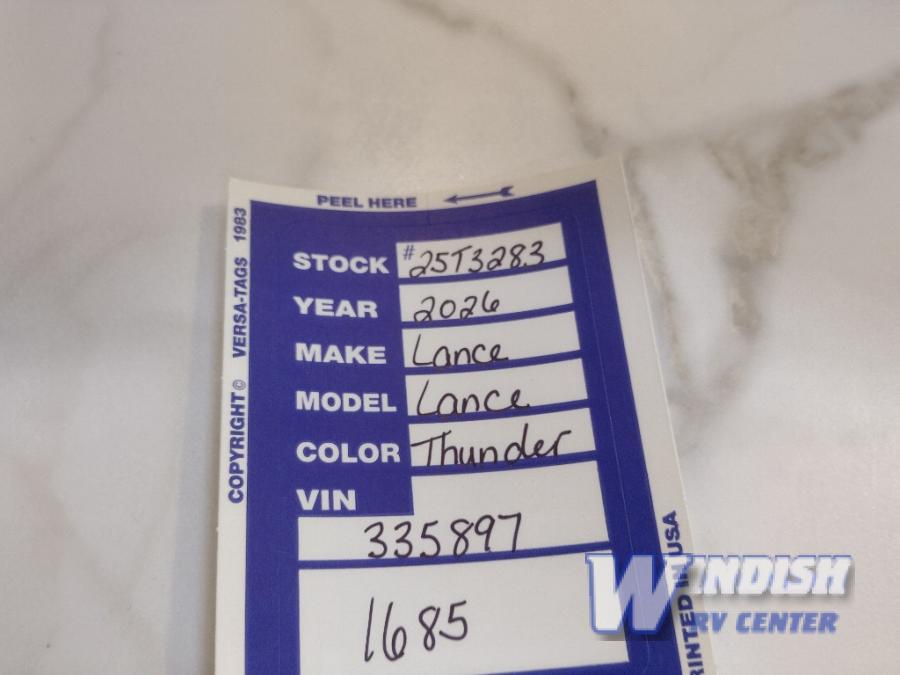 PEEL HERE
STOCK #25T3283
YEAR 2026
MAKE Lance
MODEL Lance
COLOR Thunder
VIN
335897
1685
COPYRIGHT © VERSA-TAGS 1983
PRINTED IN USA
WINDISH
RV CENTER